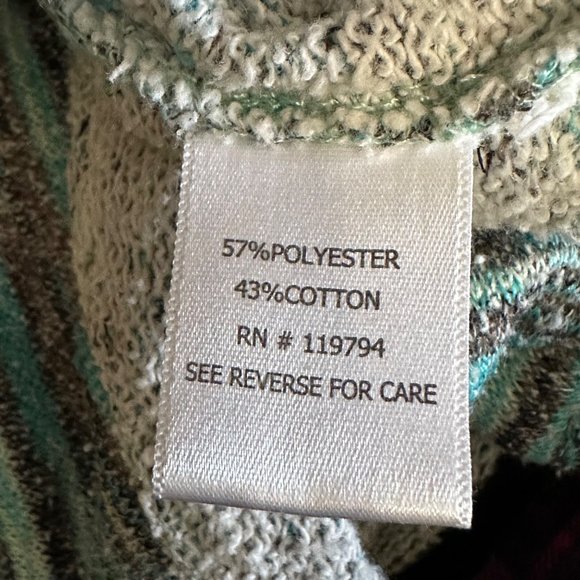 57%POLYESTER
43%COTTON
RN # 119794
SEE REVERSE FOR CARE